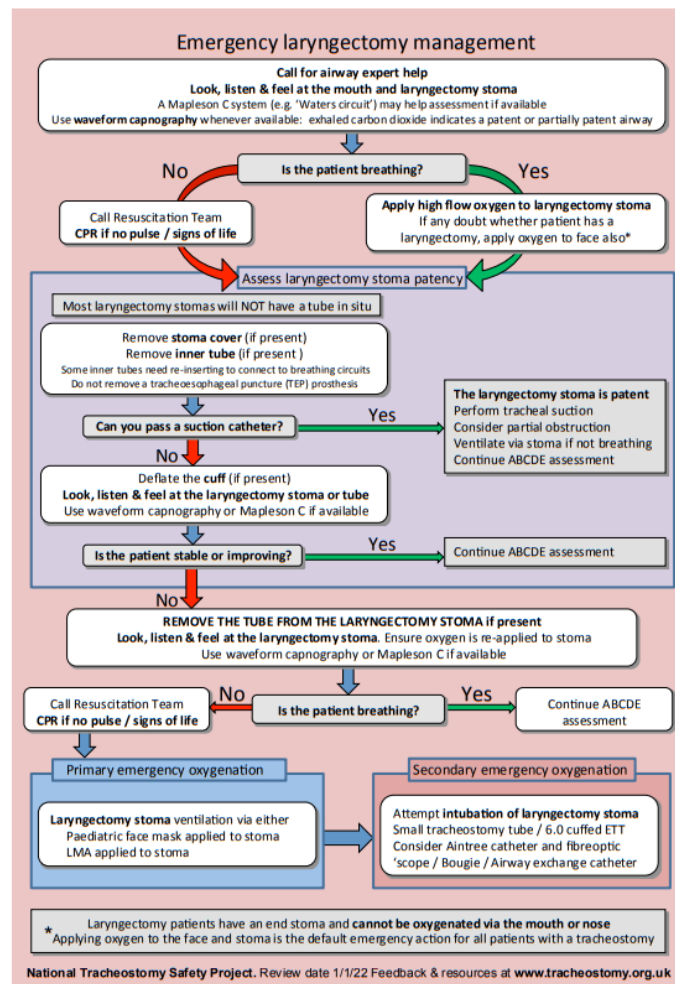 Emergency laryngectomy management
Call for airway expert help
Look, listen & feel at the mouth and laryngectomy stoma
A Mapleson C system (e.g. ‘Waters circuit’) may help assessment if available
Use waveform capnography whenever available: exhaled carbon dioxide indicates a patent or partially patent airway
Is the patient breathing?
No
Yes
Call Resuscitation Team
CPR if no pulse / signs of life
Apply high flow oxygen to laryngectomy stoma
If any doubt whether patient has a
laryngectomy, apply oxygen to face also*
Assess laryngectomy stoma patency
Most laryngectomy stomas will NOT have a tube in situ
Remove stoma cover (if present)
Remove inner tube (if present )
Some inner tubes need re-inserting to connect to breathing circuits
Do not remove a tracheoesophageal puncture (TEP) prosthesis
Can you pass a suction catheter?
Yes
The laryngectomy stoma is patent
Perform tracheal suction
Consider partial obstruction
Ventilate via stoma if not breathing
Continue ABCDE assessment
No
Deflate the cuff (if present)
Look, listen & feel at the laryngectomy stoma or tube
Use waveform capnography or Mapleson C if available
Is the patient stable or improving?
Yes
Continue ABCDE assessment
No
REMOVE THE TUBE FROM THE LARYNGECTOMY STOMA if present
Look, listen & feel at the laryngectomy stoma. Ensure oxygen is re-applied to stoma
Use waveform capnography or Mapleson C if available
Call Resuscitation Team
CPR if no pulse / signs of life
No
Is the patient breathing?
Yes
Continue ABCDE
assessment
Primary emergency oxygenation
Laryngectomy stoma ventilation via either
Paediatric face mask applied to stoma
LMA applied to stoma
Secondary emergency oxygenation
Attempt intubation of laryngectomy stoma
Small tracheostomy tube / 6.0 cuffed ETT
Consider Aintree catheter and fibreoptic
‘scope / Bougie / Airway exchange catheter
Laryngectomy patients have an end stoma and cannot be oxygenated via the mouth or nose
*Applying oxygen to the face and stoma is the default emergency action for all patients with a tracheostomy
National Tracheostomy Safety Project. Review date 1/1/22 Feedback & resources at www.tracheostomy.org.uk